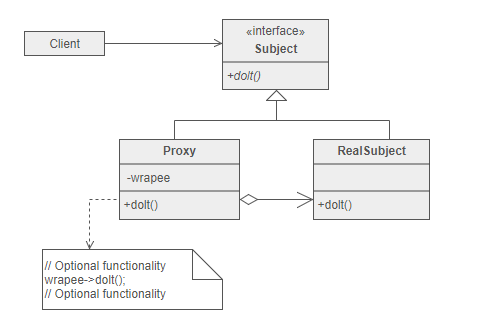 Client
«interface»
Subject
+doIt()
Proxy
-wrapee
+doIt()
RealSubject
+doIt()
// Optional functionality
wrapee->doIt();
// Optional functionality